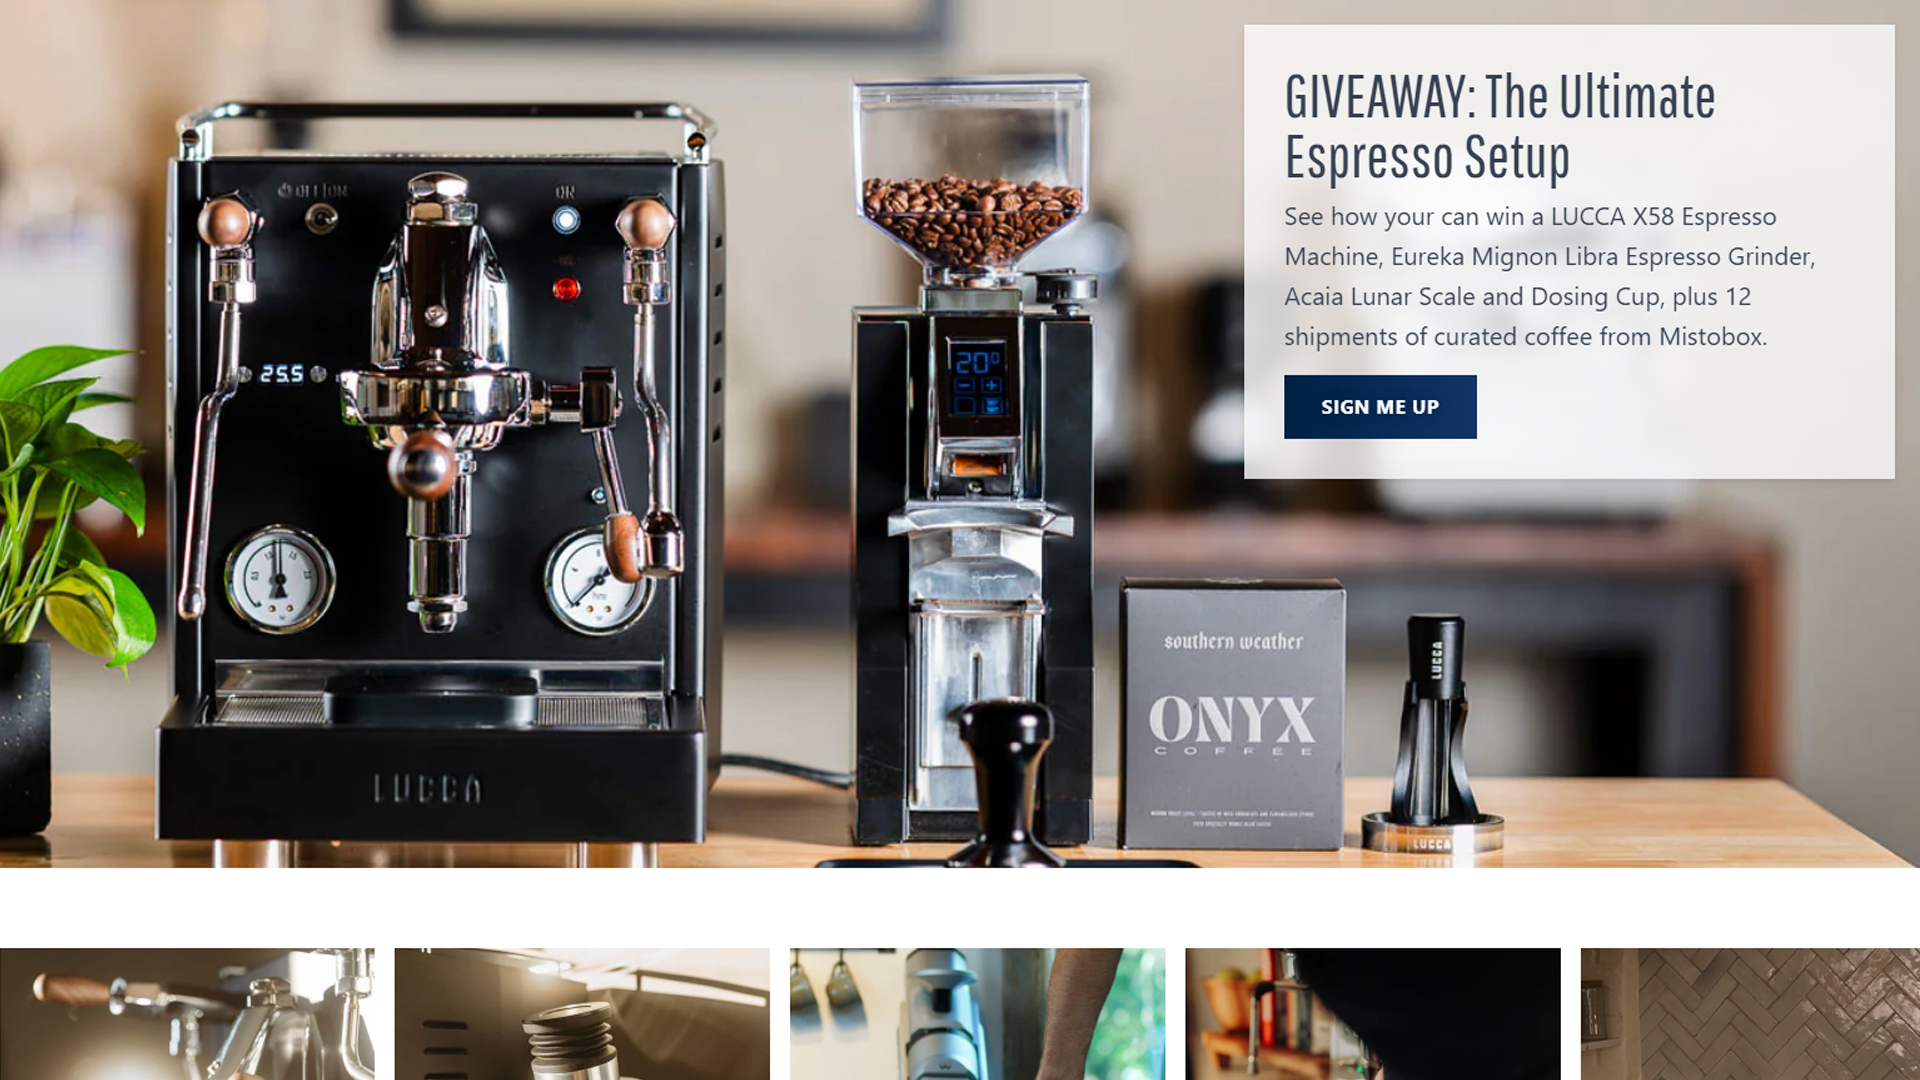 GIVEAWAY: The Ultimate
Espresso Setup
See how your can win a LUCCA X58 Espresso
Machine, Eureka Mignon Libra Espresso Grinder,
Acaia Lunar Scale and Dosing Cup, plus 12
shipments of curated coffee from Mistobox.
SIGN ME UP
ON
25.5
20
Pump
southern weather
ONYX
COFFEE
LUCCA
LUCCA
LUCCA